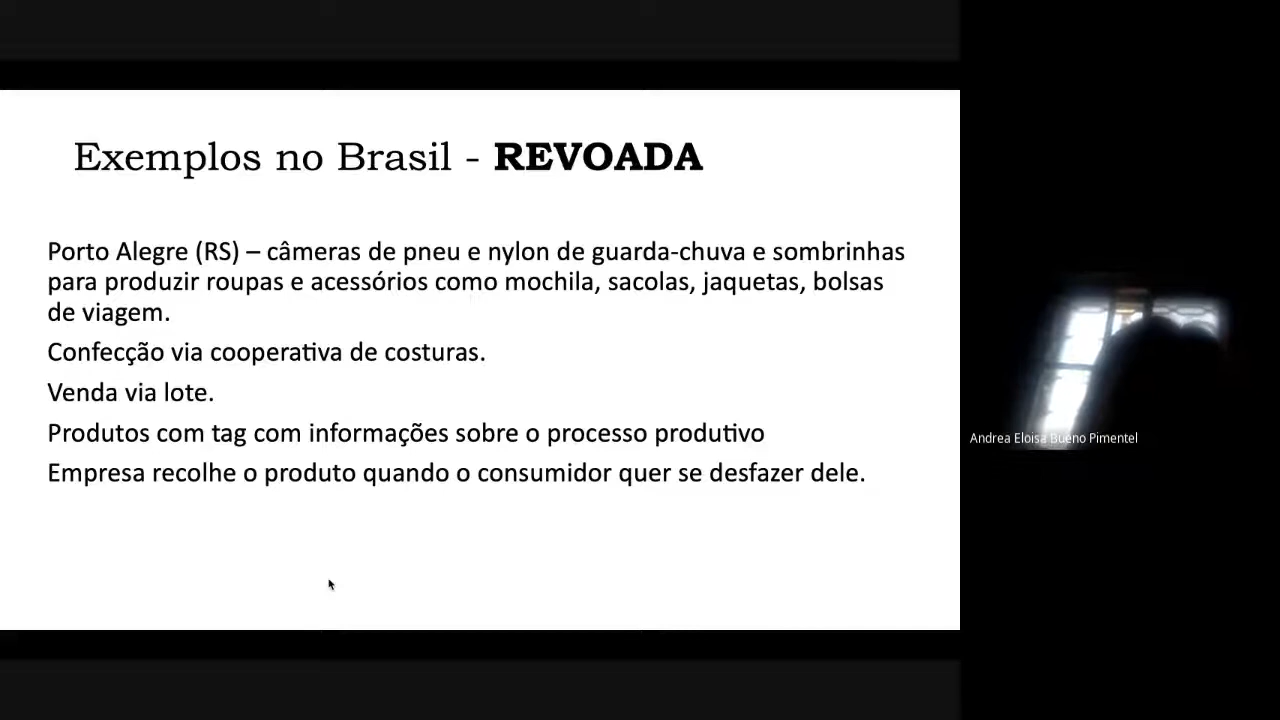 Exemplos no Brasil - REVOADA
Porto Alegre (RS) – câmeras de pneu e nylon de guarda-chuva e sombrinhas
para produzir roupas e acessórios como mochila, sacolas, jaquetas, bolsas
de viagem.
Confecção via cooperativa de costuras.
Venda via lote.
Produtos com tag com informações sobre o processo produtivo
Empresa recolhe o produto quando o consumidor quer se desfazer dele.
Andrea Eloisa Bueno Pimentel